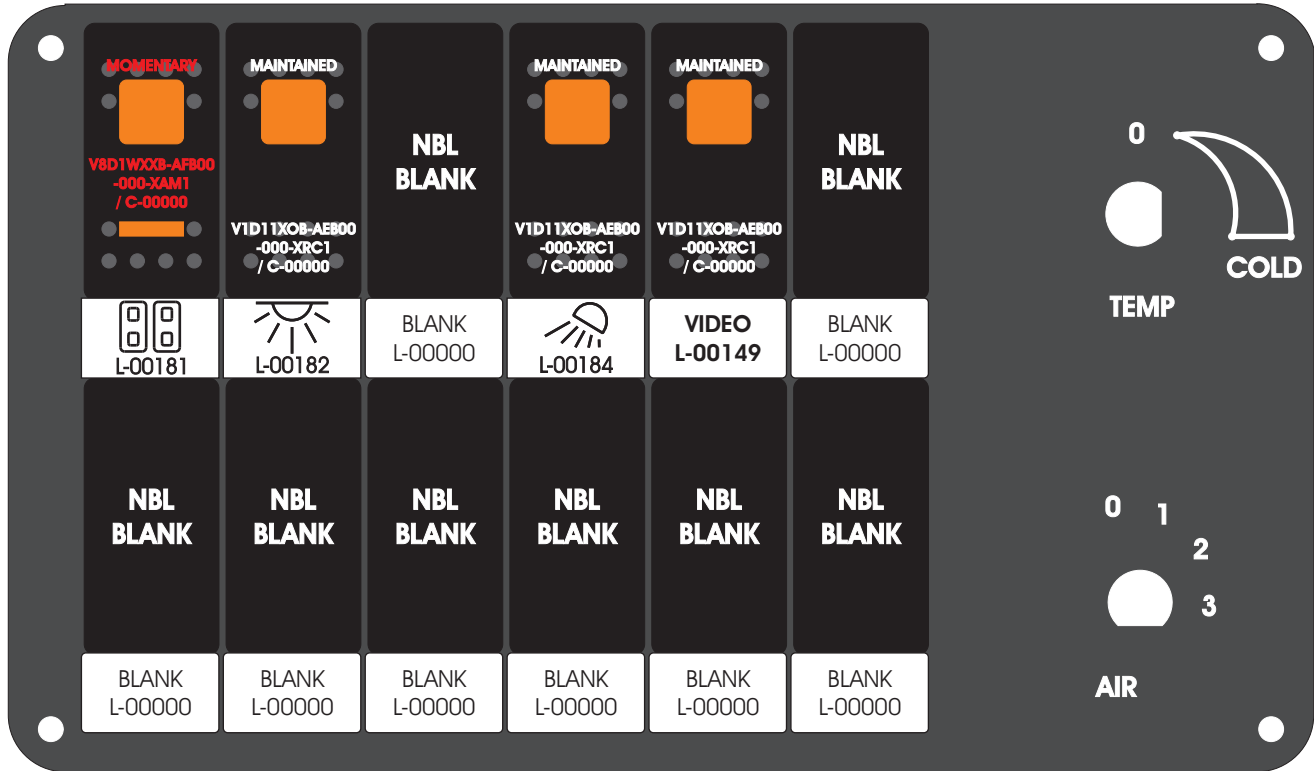 MOMENTARY
V8D1WXXB-AFB00
-000-XAM1
/ C-00000
L-00181
MAINTAINED
V1D11XOB-AEB00
-000-XRC1
/ C-00000
L-00182
NBL
BLANK
BLANK
L-00000
MAINTAINED
V1D11XOB-AEB00
-000-XRC1
/ C-00000
L-00184
MAINTAINED
V1D11XOB-AEB00
-000-XRC1
/ C-00000
VIDEO
L-00149
NBL
BLANK
BLANK
L-00000
0
COLD
TEMP
NBL
BLANK
BLANK
L-00000
NBL
BLANK
BLANK
L-00000
NBL
BLANK
BLANK
L-00000
NBL
BLANK
BLANK
L-00000
NBL
BLANK
BLANK
L-00000
NBL
BLANK
BLANK
L-00000
0
1
2
3
AIR